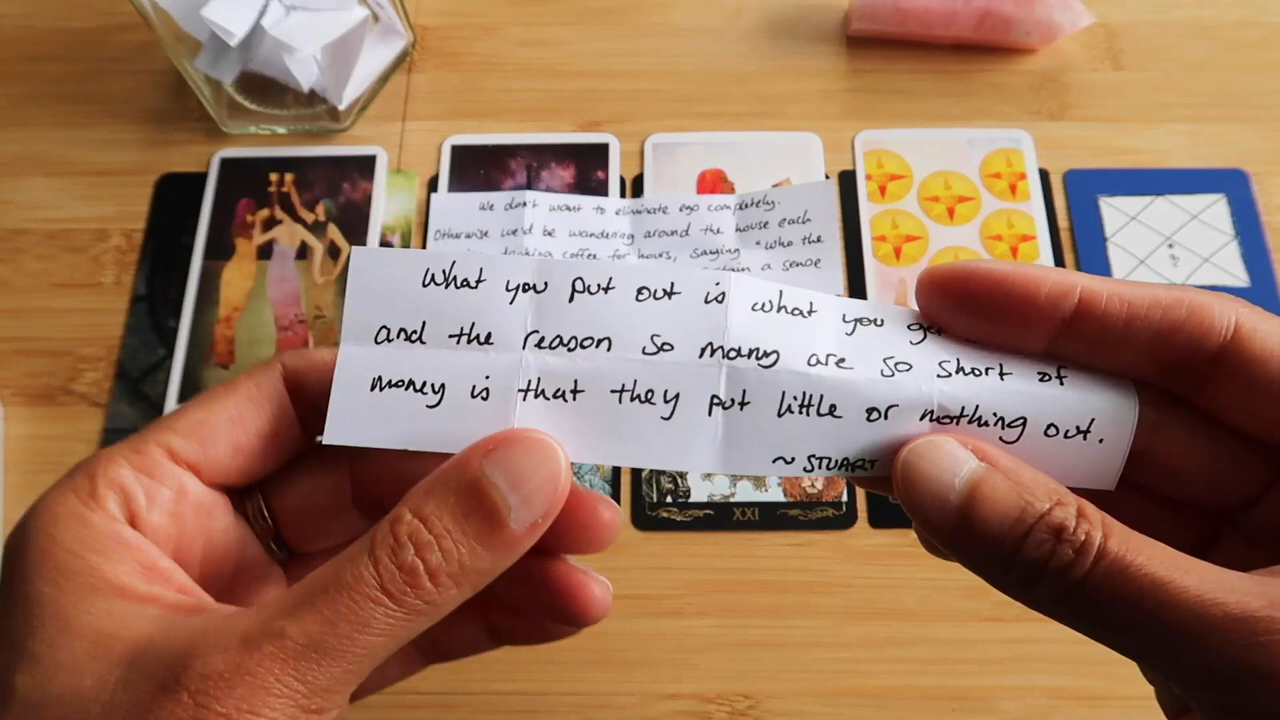 We don't want to eliminate ego completely.
Otherwise we'd be wandering around the house each
drinking coffee for hours, saying "who the
a sense
What you put out is what you
and the reason so many are so short of
money is that they put little or nothing out.
~ STUART
XXI